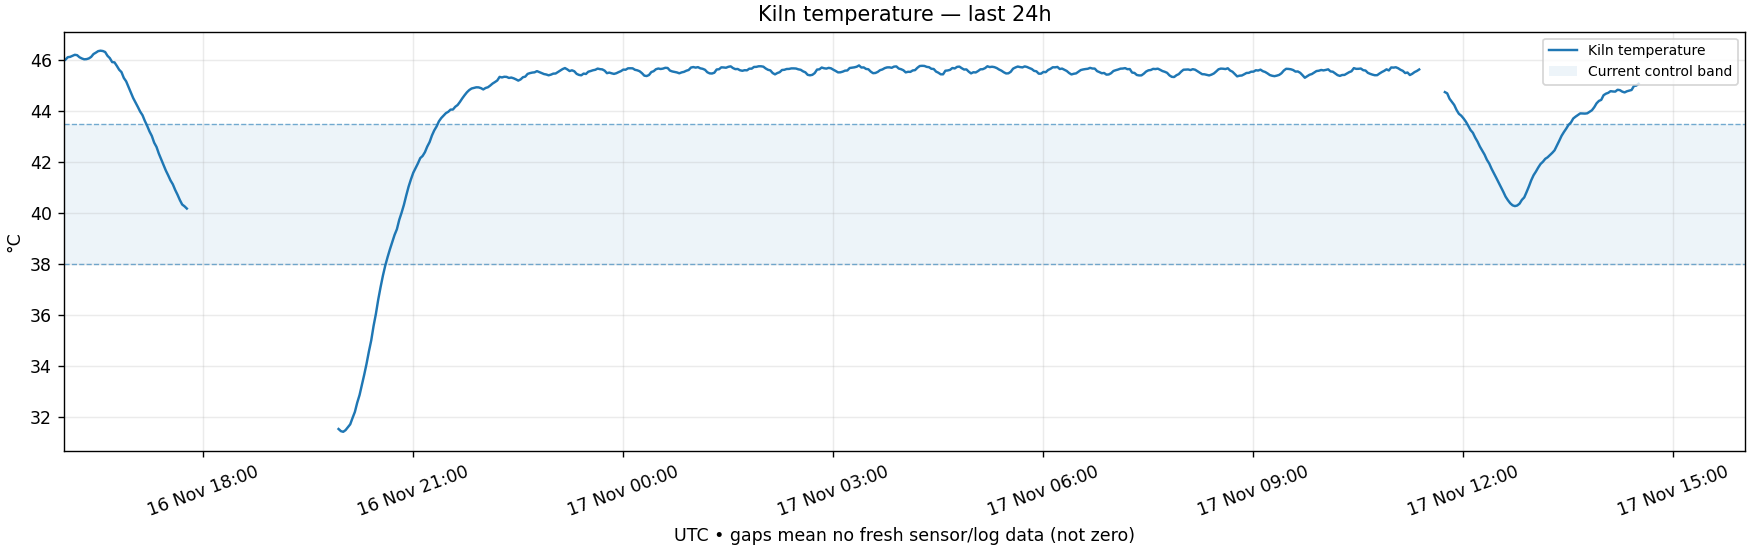 Kiln temperature — last 24h
Kiln temperature
Current control band
°C
46
44
42
40
38
36
34
32
16 Nov 18:00
16 Nov 21:00
17 Nov 00:00
17 Nov 03:00
17 Nov 06:00
17 Nov 09:00
17 Nov 12:00
17 Nov 15:00
UTC • gaps mean no fresh sensor/log data (not zero)